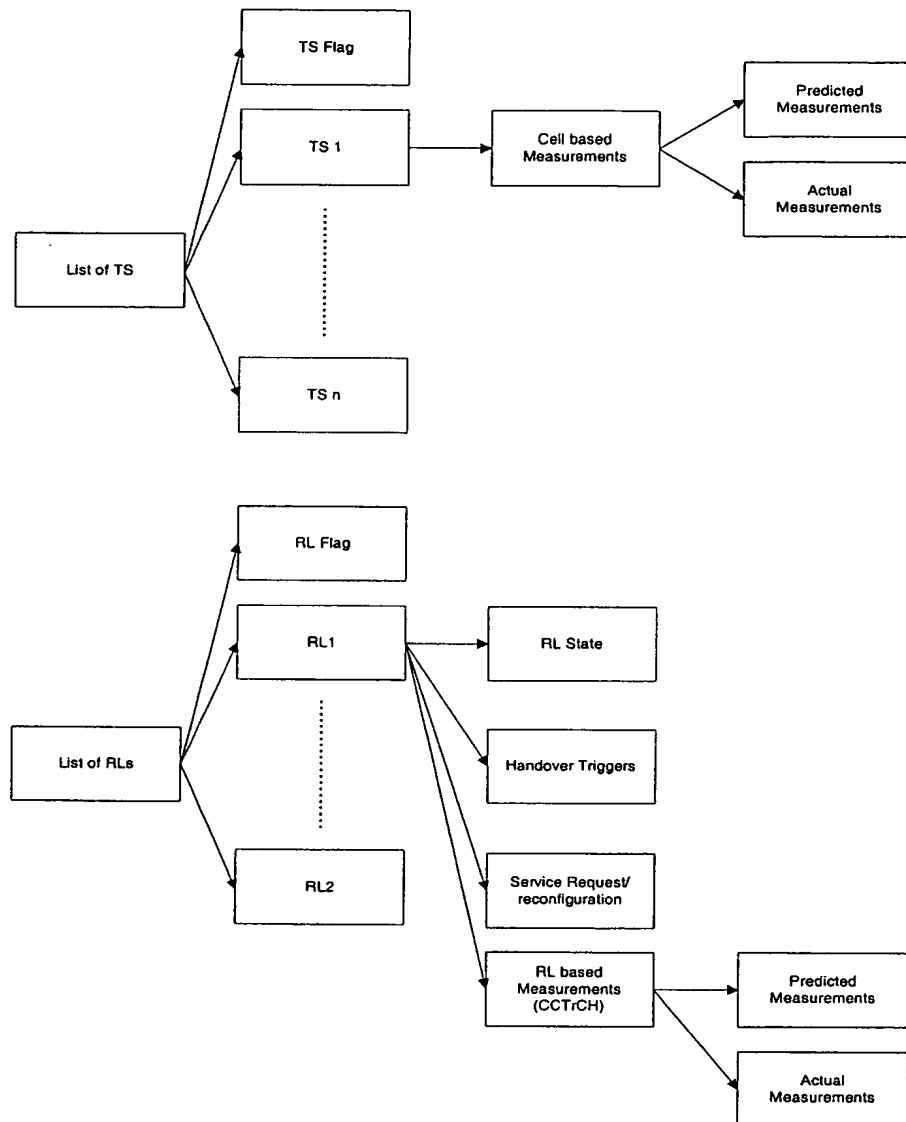 TS Flag
TS 1
Cell based
Measurements
Predicted
Measurements
Actual
Measurements
List of TS
TS n
RL Flag
RL1
RL State
List of RLs
Handover Triggers
RL2
Service Request/
reconfiguration
RL based
Measurements
(CCTrCH)
Predicted
Measurements
Actual
Measurements